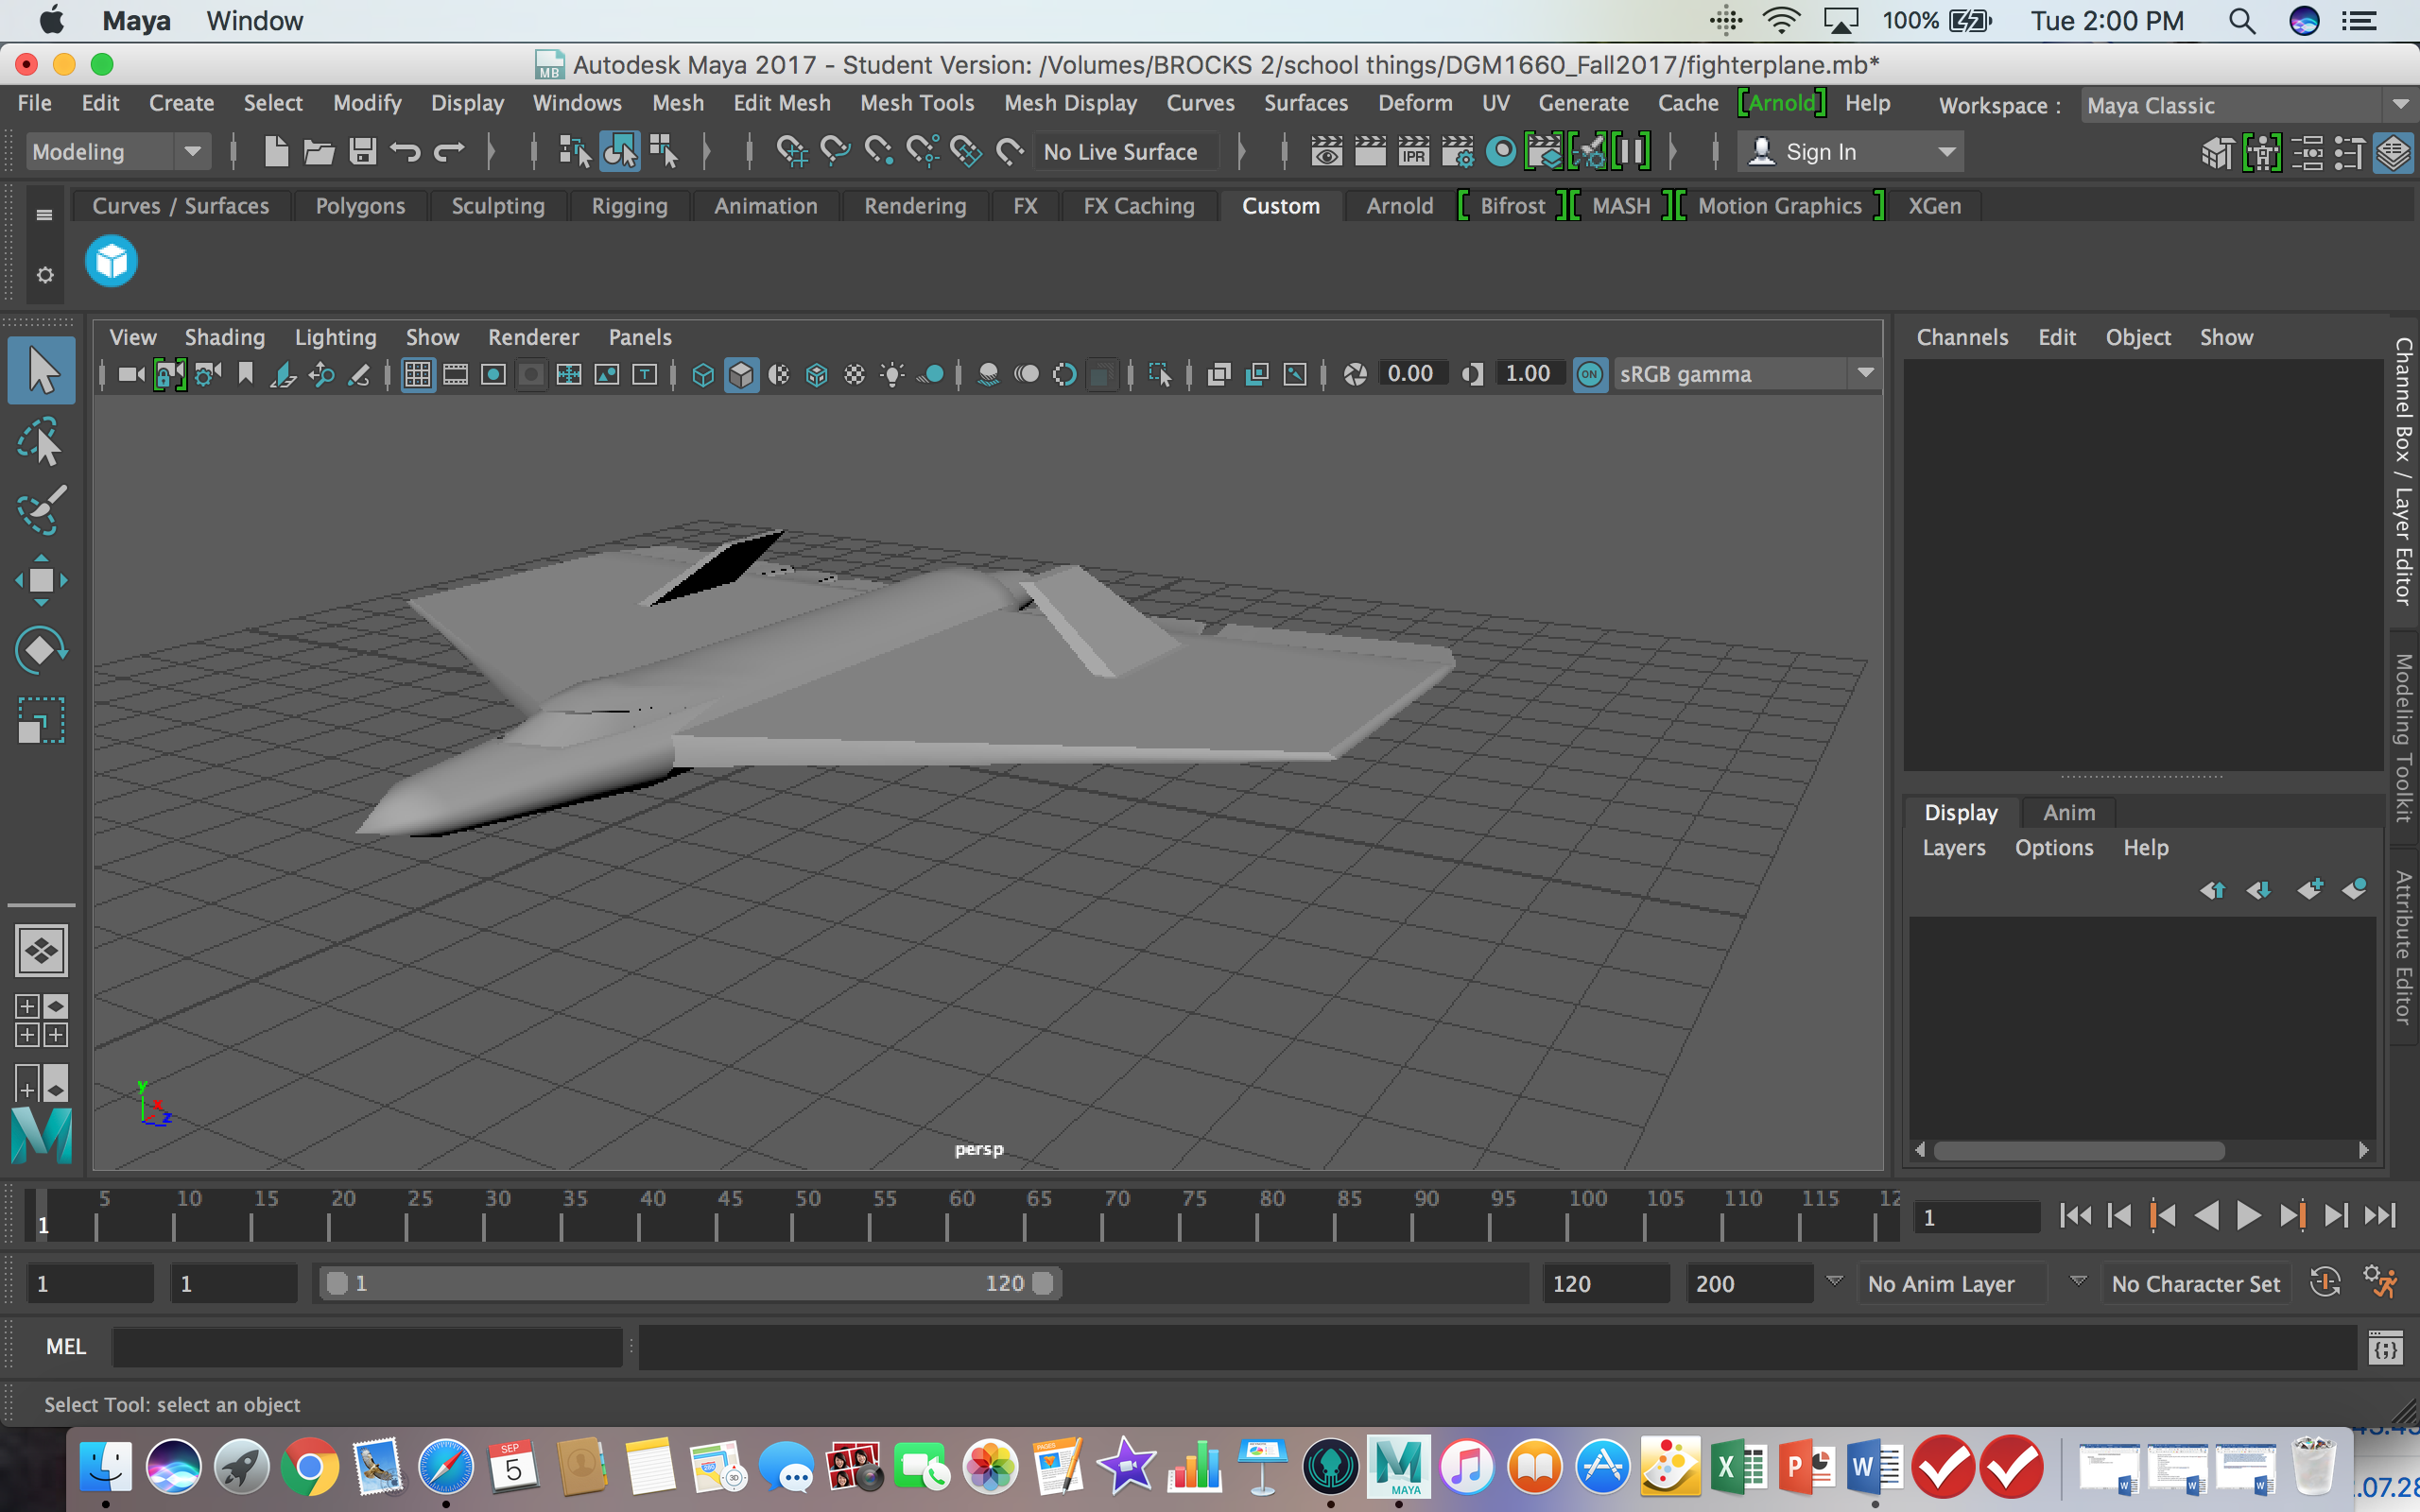 Maya Window 100% Tue 2:00 PM
MB Autodesk Maya 2017 - Student Version: /Volumes/BROCKS 2/school things/DGM1660_Fall2017/fighterplane.mb*
File Edit Create Select Modify Display Windows Mesh Edit Mesh Mesh Tools Mesh Display Curves Surfaces Deform UV Generate Cache [Arnold] Help Workspace : Maya Classic
Modeling No Live Surface IPR Sign In
Curves / Surfaces Polygons Sculpting Rigging Animation Rendering FX FX Caching Custom Arnold [ Bifrost ][ MASH ][ Motion Graphics ] XGen
View Shading Lighting Show Renderer Panels
0.00 1.00 ON sRGB gamma
Channels Edit Object Show
Channel Box / Layer Editor
Modeling Toolkit
Attribute Editor
Display Anim
Layers Options Help
y x z
persp
5 10 15 20 25 30 35 40 45 50 55 60 65 70 75 80 85 90 95 100 105 110 115 12
1 1
1 1 1 120 120 200 No Anim Layer No Character Set
MEL
Select Tool: select an object
SEP
5
PAGES
MAYA
.07.28